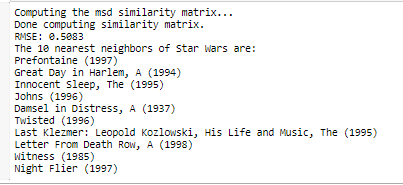 Computing the msd similarity matrix...
Done computing similarity matrix.
RMSE: 0.5083
The 10 nearest neighbors of Star Wars are:
Prefontaine (1997)
Great Day in Harlem, A (1994)
Innocent Sleep, The (1995)
Johns (1996)
Damsel in Distress, A (1937)
Twisted (1996)
Last Klezmer: Leopold Kozlowski, His Life and Music, The (1995)
Letter From Death Row, A (1998)
Witness (1985)
Night Flier (1997)